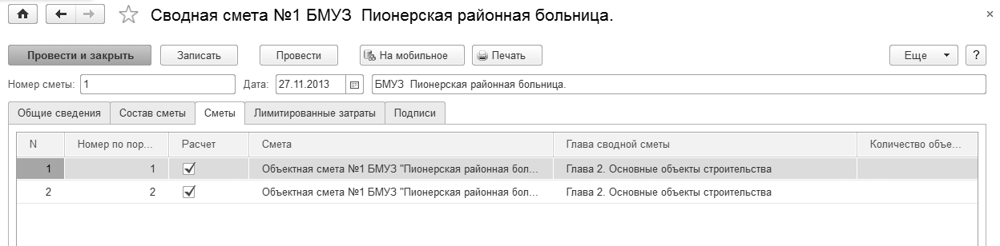 Сводная смета №1 БМУЗ  Пионерская районная больница.
Провести и закрыть Записать Провести На мобильное Печать Еще ?
Номер сметы: 1 Дата: 27.11.2013 БМУЗ  Пионерская районная больница.
Общие сведения Состав сметы Сметы Лимитированные затраты Подписи
N Номер по пор... Расчет Смета Глава сводной сметы Количество объе...
1 1 Объектная смета №1 БМУЗ "Пионерская районная бол... Глава 2. Основные объекты строительства
2 2 Объектная смета №1 БМУЗ "Пионерская районная бол... Глава 2. Основные объекты строительства